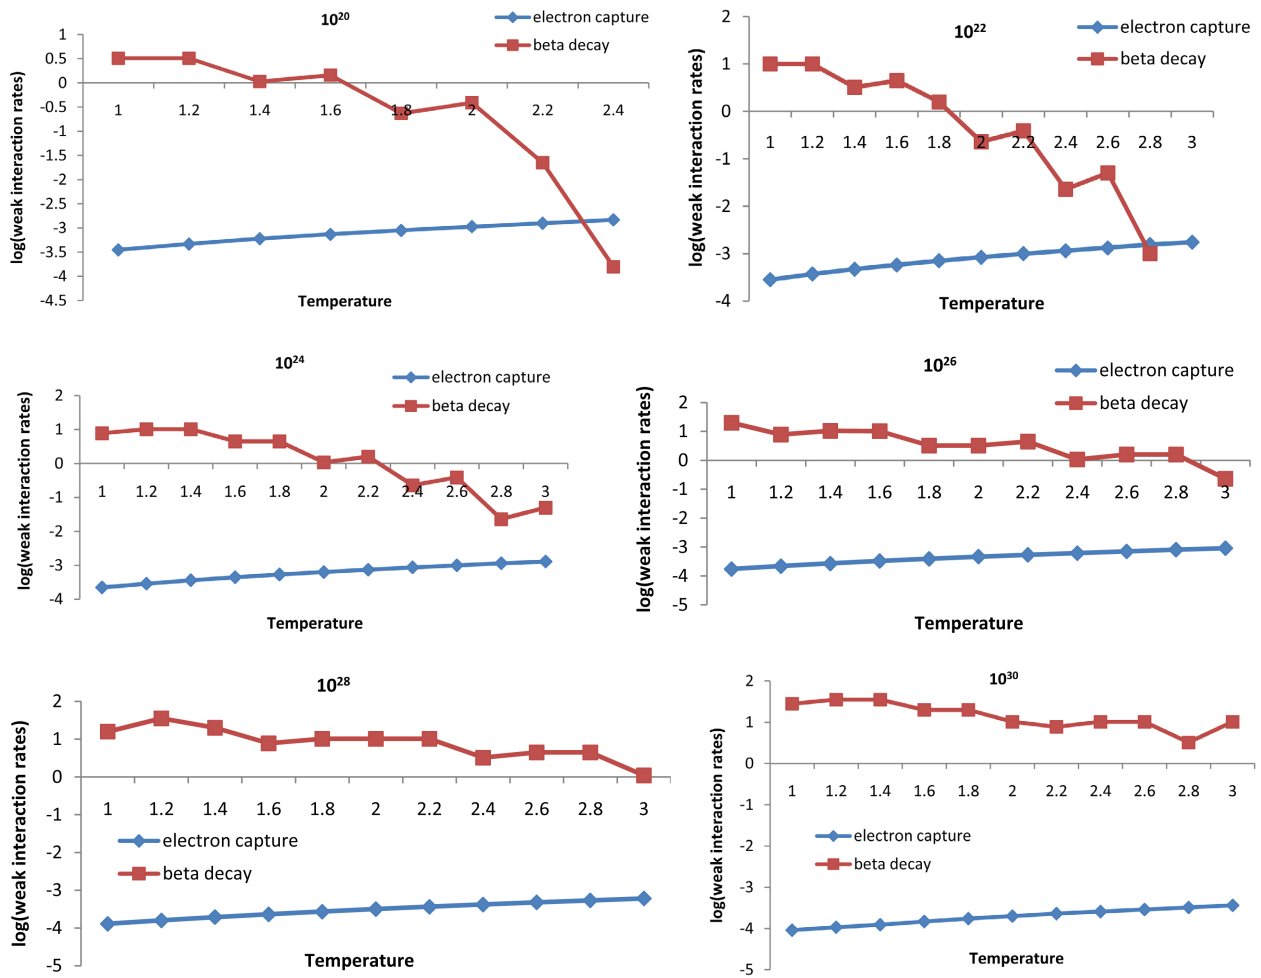 10²⁰
electron capture
beta decay
log(weak interaction rates)
1
0.5
0
-0.5
-1
-1.5
-2
-2.5
-3
-3.5
-4
-4.5
1 1.2 1.4 1.6 1.8 2 2.2 2.4
Temperature
10²²
electron capture
beta decay
log(weak interaction rates)
2
1
0
-1
-2
-3
-4
1 1.2 1.4 1.6 1.8 2 2.2 2.4 2.6 2.8 3
Temperature
10²⁴
electron capture
beta decay
log(weak interaction rates)
2
1
0
-1
-2
-3
-4
1 1.2 1.4 1.6 1.8 2 2.2 2.4 2.6 2.8 3
Temperature
10²⁶
electron capture
beta decay
log(weak interaction rates)
2
1
0
-1
-2
-3
-4
-5
1 1.2 1.4 1.6 1.8 2 2.2 2.4 2.6 2.8 3
Temperature
10²⁸
log(weak interaction rates)
2
1
0
-1
-2
-3
-4
-5
1 1.2 1.4 1.6 1.8 2 2.2 2.4 2.6 2.8 3
electron capture
beta decay
Temperature
10³⁰
log(weak interaction rates)
2
1
0
-1
-2
-3
-4
-5
1 1.2 1.4 1.6 1.8 2 2.2 2.4 2.6 2.8 3
electron capture
beta decay
Temperature